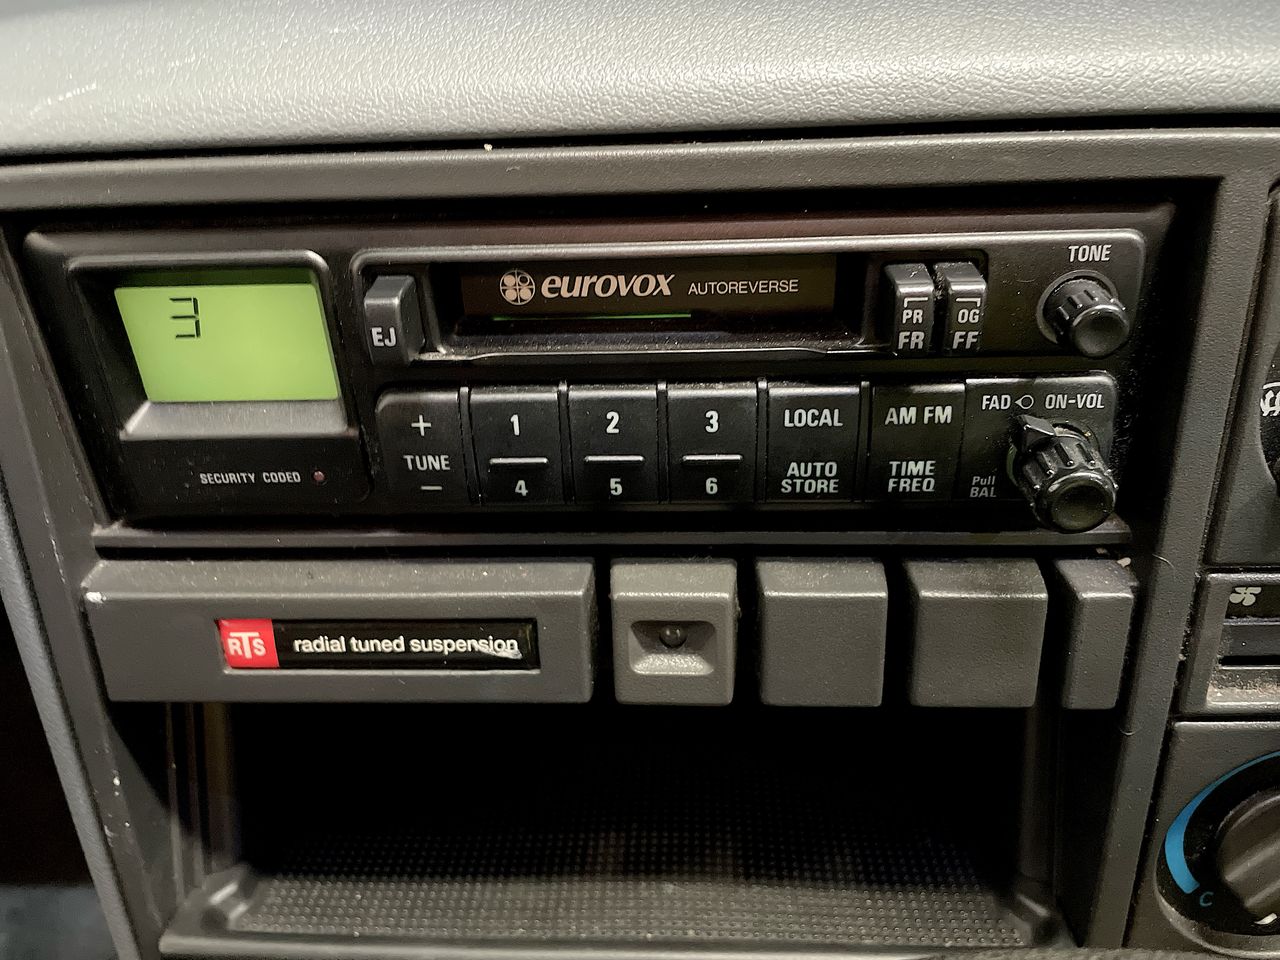 3
SECURITY CODED
EJ
eurovox AUTOREVERSE
PR
FR
OG
FF
TONE
+
TUNE
−
1
4
2
5
3
6
LOCAL
AUTO
STORE
AM FM
TIME
FREQ
FAD ON-VOL
Pull
BAL
RTS radial tuned suspension
C